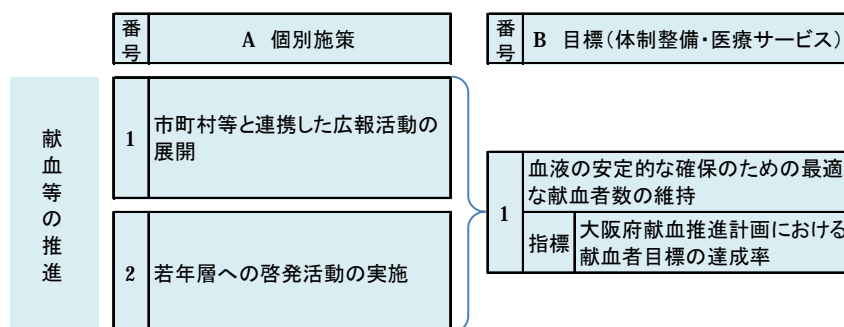 番号
A 個別施策
番号
B 目標(体制整備・医療サービス)
献血等の推進
1
市町村等と連携した広報活動の
展開
2
若年層への啓発活動の実施
1
血液の安定的な確保のための最適
な献血者数の維持
指標
大阪府献血推進計画における
献血者目標の達成率